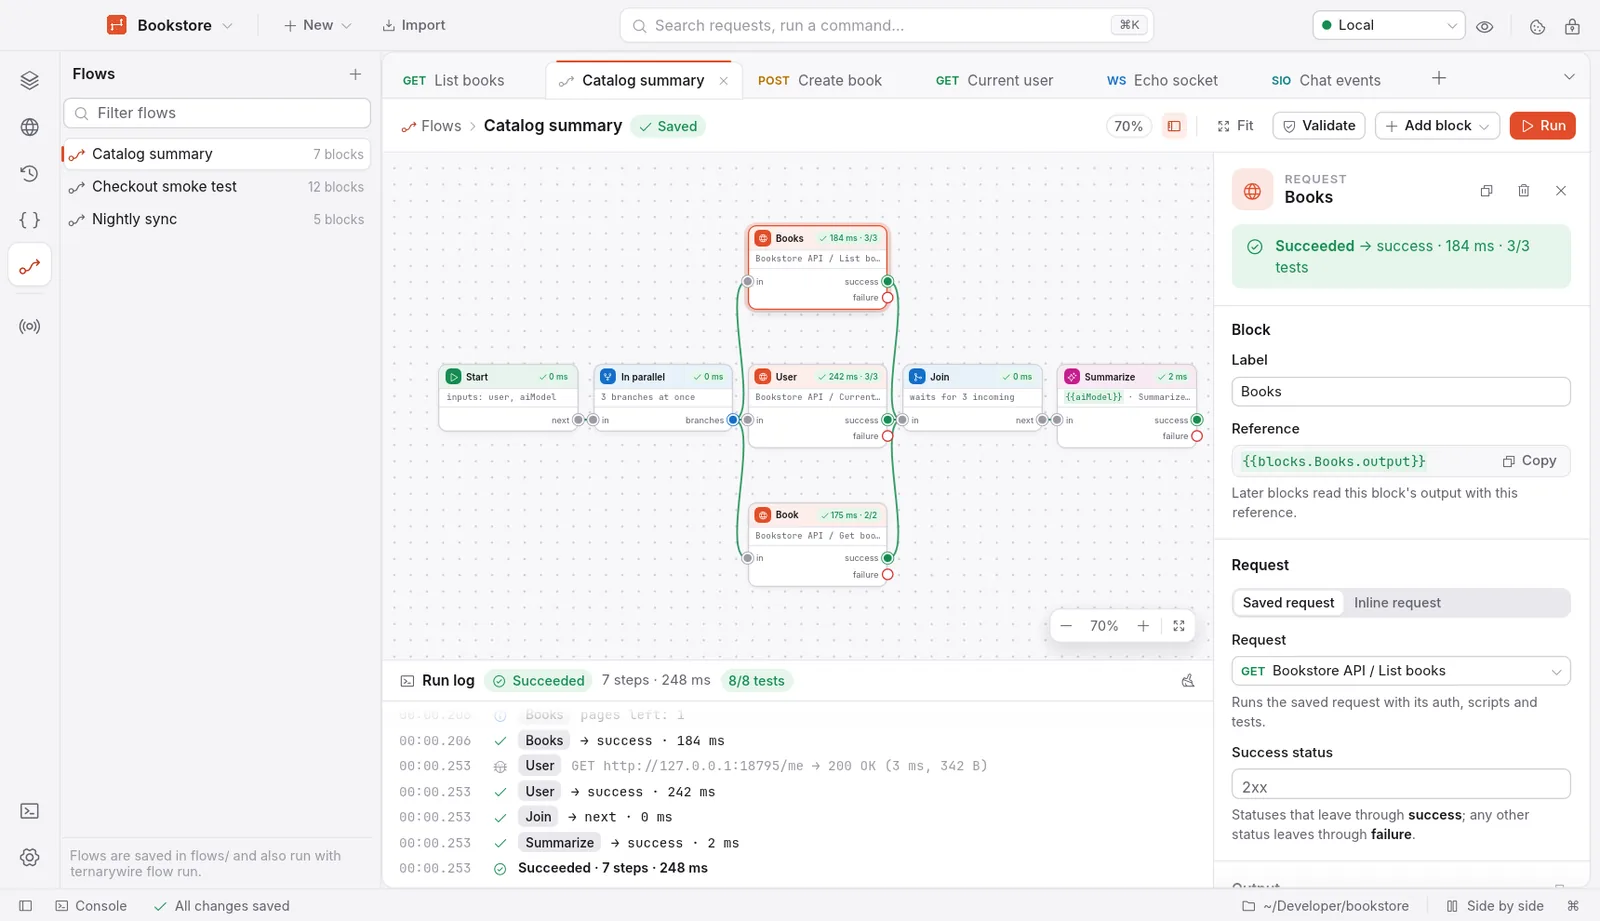 Bookstore
New
Import
Search requests, run a command...
⌘K
Local
Flows
Filter flows
Catalog summary 7 blocks
Checkout smoke test 12 blocks
Nightly sync 5 blocks
Flows are saved in flows/ and also run with
ternarywire flow run.
GET List books
Catalog summary
POST Create book
GET Current user
WS Echo socket
SIO Chat events
Flows > Catalog summary
Saved
70%
Fit
Validate
Add block
Run
Books 184 ms · 3/3
Bookstore API / List bo…
in success
failure
Start 0 ms
inputs: user, aiModel
next
In parallel 0 ms
3 branches at once
in branches
User 242 ms · 3/3
Bookstore API / Current…
in success
failure
Join 0 ms
waits for 3 incoming
in next
Summarize 2 ms
{{aiModel}} · Summarize…
in success
failure
Book 175 ms · 2/2
Bookstore API / Get boo…
in success
failure
70%
Run log Succeeded 7 steps · 248 ms 8/8 tests
Books pages left: 1
00:00.206 Books → success · 184 ms
00:00.253 User GET http://127.0.0.1:18795/me → 200 OK (3 ms, 342 B)
00:00.253 User → success · 242 ms
00:00.253 Join → next · 0 ms
00:00.253 Summarize → success · 2 ms
00:00.253 Succeeded · 7 steps · 248 ms
REQUEST
Books
Succeeded → success · 184 ms · 3/3
tests
Block
Label
Books
Reference
{{blocks.Books.output}} Copy
Later blocks read this block's output with this
reference.
Request
Saved request Inline request
Request
GET Bookstore API / List books
Runs the saved request with its auth, scripts and
tests.
Success status
2xx
Statuses that leave through success; any other
status leaves through failure.
Console
All changes saved
~/Developer/bookstore
Side by side
⌘